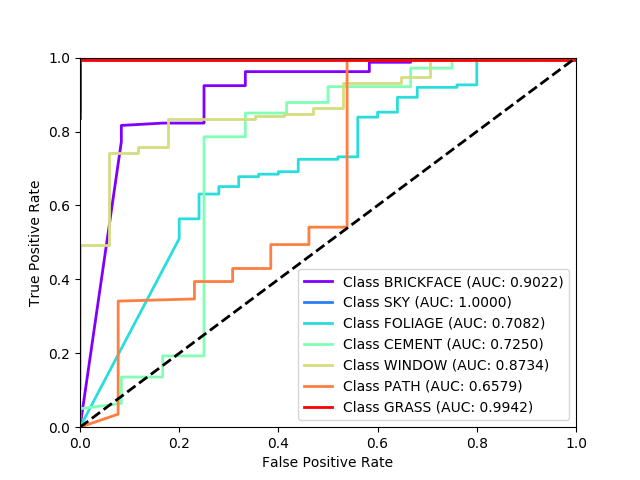 1.0
0.8
0.6
0.4
0.2
0.0
True Positive Rate
Class BRICKFACE (AUC: 0.9022)
Class SKY (AUC: 1.0000)
Class FOLIAGE (AUC: 0.7082)
Class CEMENT (AUC: 0.7250)
Class WINDOW (AUC: 0.8734)
Class PATH (AUC: 0.6579)
Class GRASS (AUC: 0.9942)
0.0 0.2 0.4 0.6 0.8 1.0
False Positive Rate